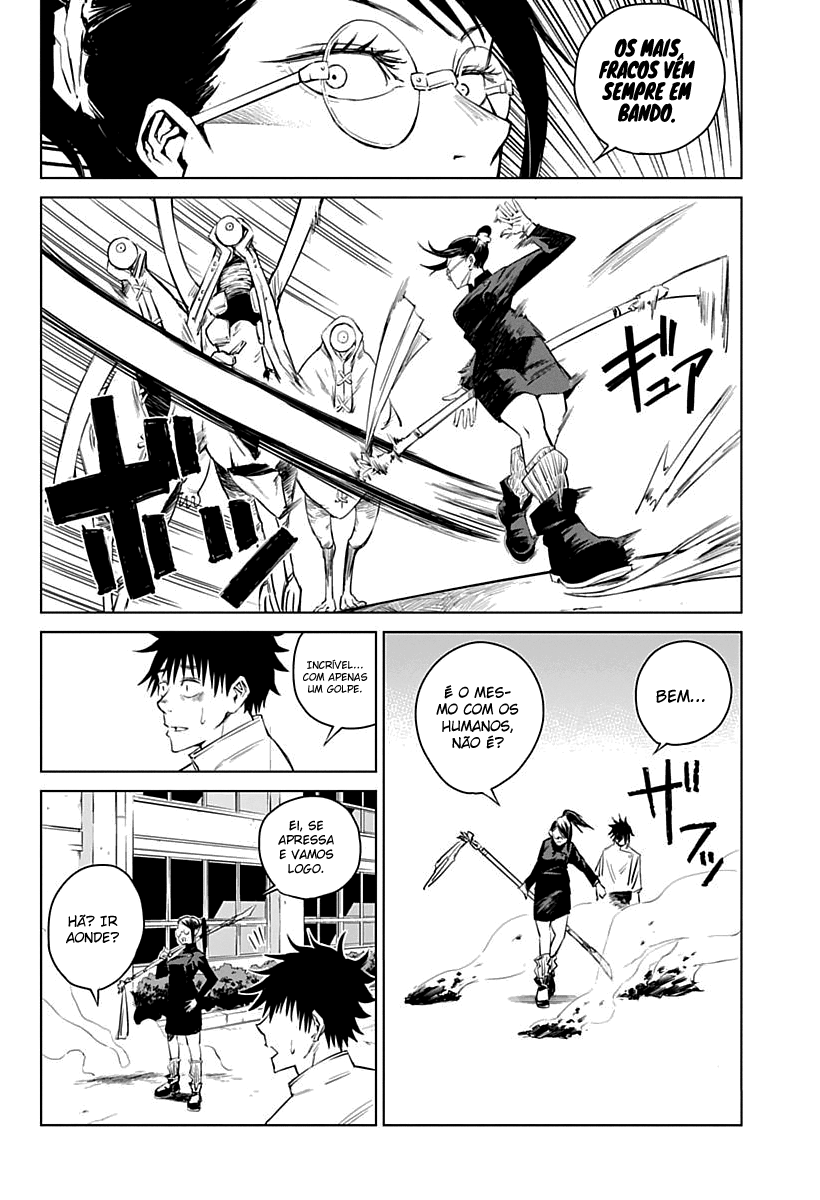 OS MAIS
FRACOS VÊM
SEMPRE EM
BANDO.
ギュア
ザブッ
BEM...
É O MES-
MO COM OS
HUMANOS,
NÃO É?
INCRÍVEL...
COM APENAS
UM GOLPE.
EI, SE
APRESSA
E VAMOS
LOGO.
HÃ? IR
AONDE?